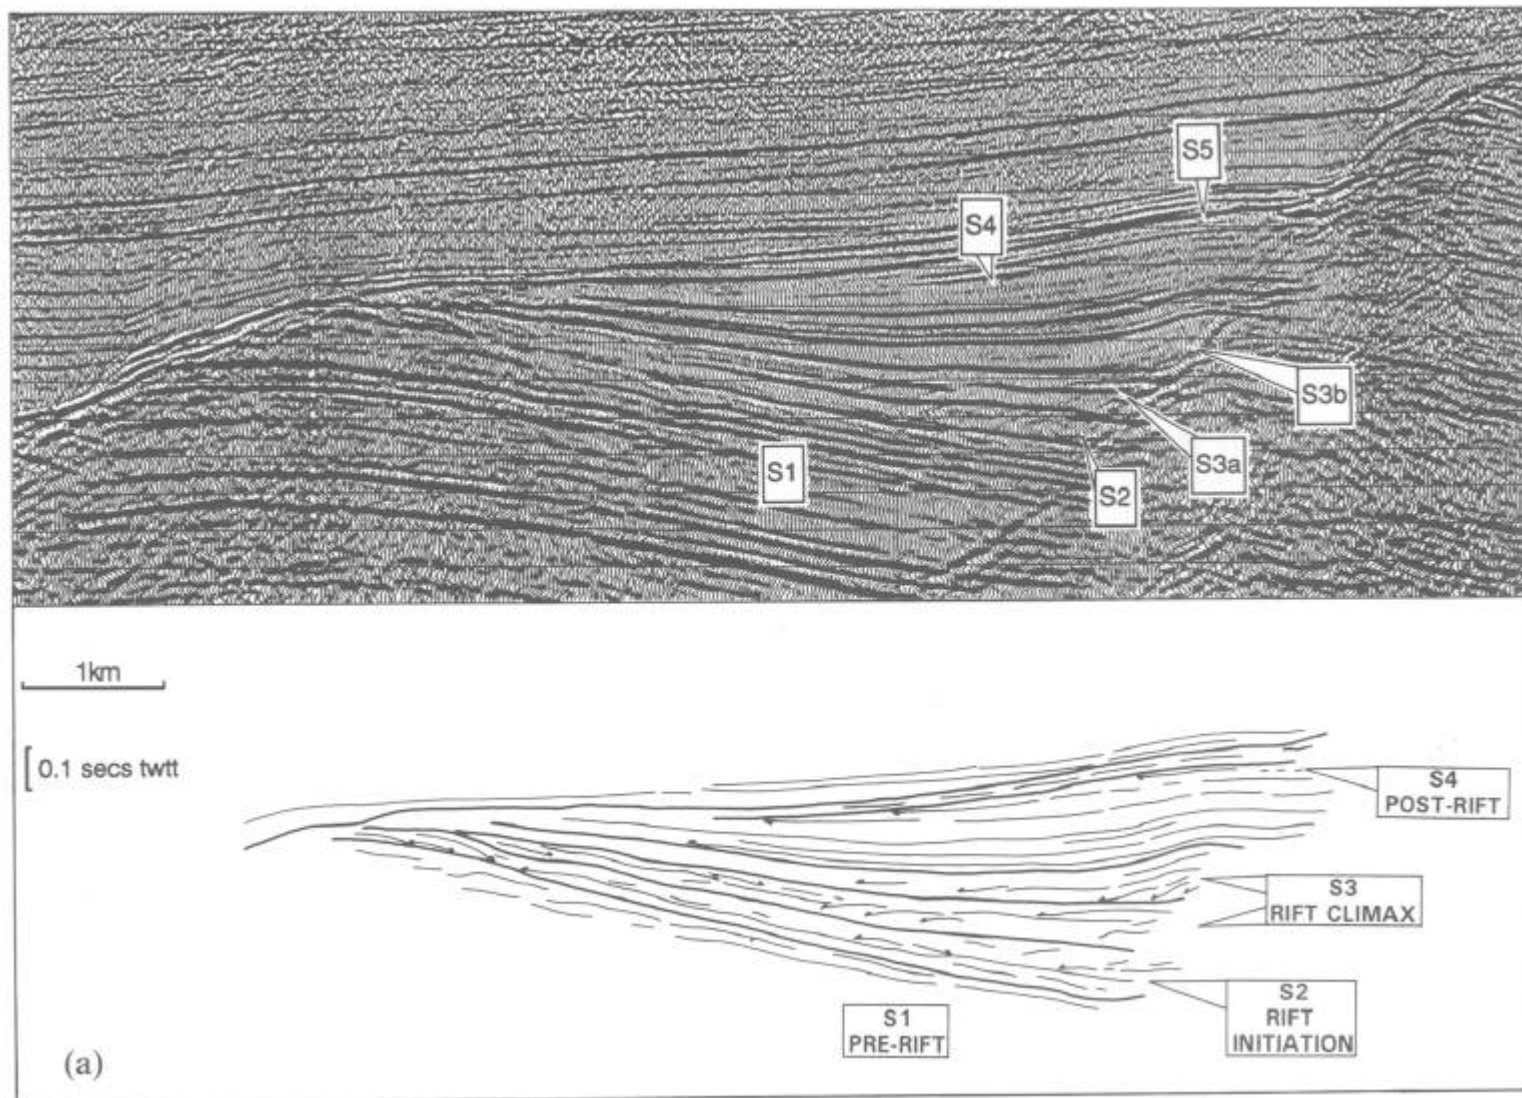 S5
S4
S3b
S3a
S1
S2
1km
0.1 secs twtt
S4
POST-RIFT
S3
RIFT CLIMAX
S2
RIFT
INITIATION
S1
PRE-RIFT
(a)